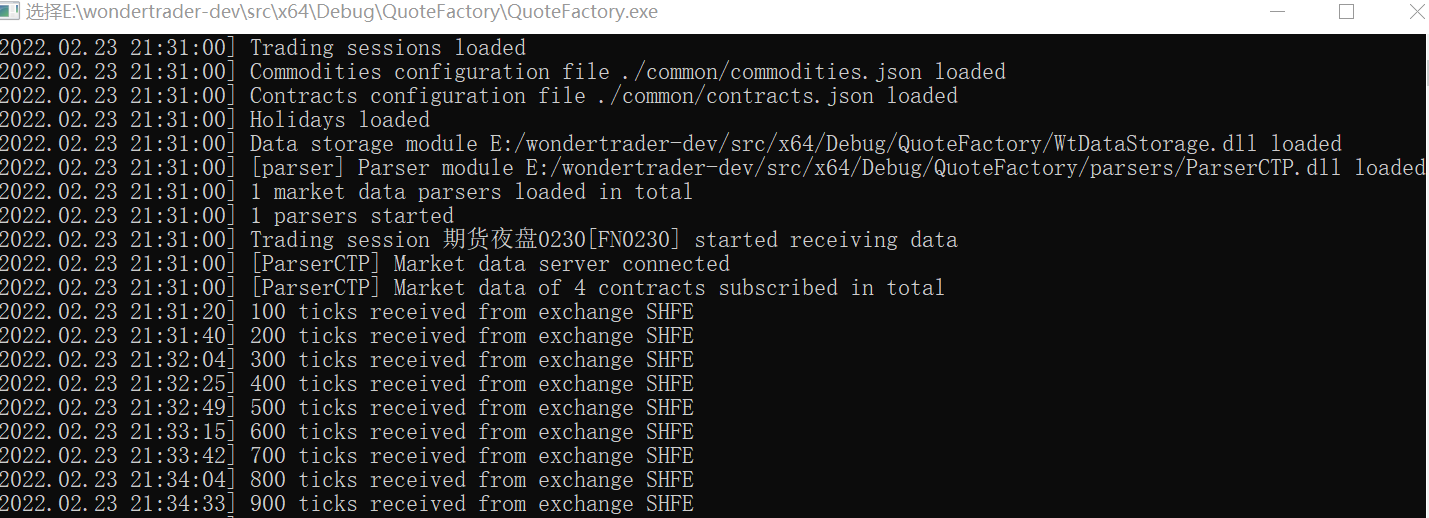 选择E:\wondertrader-dev\src\x64\Debug\QuoteFactory\QuoteFactory.exe
2022.02.23 21:31:00] Trading sessions loaded
2022.02.23 21:31:00] Commodities configuration file ./common/commodities.json loaded
2022.02.23 21:31:00] Contracts configuration file ./common/contracts.json loaded
2022.02.23 21:31:00] Holidays loaded
2022.02.23 21:31:00] Data storage module E:/wondertrader-dev/src/x64/Debug/QuoteFactory/WtDataStorage.dll loaded
2022.02.23 21:31:00] [parser] Parser module E:/wondertrader-dev/src/x64/Debug/QuoteFactory/parsers/ParserCTP.dll loaded
2022.02.23 21:31:00] 1 market data parsers loaded in total
2022.02.23 21:31:00] 1 parsers started
2022.02.23 21:31:00] Trading session 期货夜盘0230[FN0230] started receiving data
2022.02.23 21:31:00] [ParserCTP] Market data server connected
2022.02.23 21:31:00] [ParserCTP] Market data of 4 contracts subscribed in total
2022.02.23 21:31:20] 100 ticks received from exchange SHFE
2022.02.23 21:31:40] 200 ticks received from exchange SHFE
2022.02.23 21:32:04] 300 ticks received from exchange SHFE
2022.02.23 21:32:25] 400 ticks received from exchange SHFE
2022.02.23 21:32:49] 500 ticks received from exchange SHFE
2022.02.23 21:33:15] 600 ticks received from exchange SHFE
2022.02.23 21:33:42] 700 ticks received from exchange SHFE
2022.02.23 21:34:04] 800 ticks received from exchange SHFE
2022.02.23 21:34:33] 900 ticks received from exchange SHFE